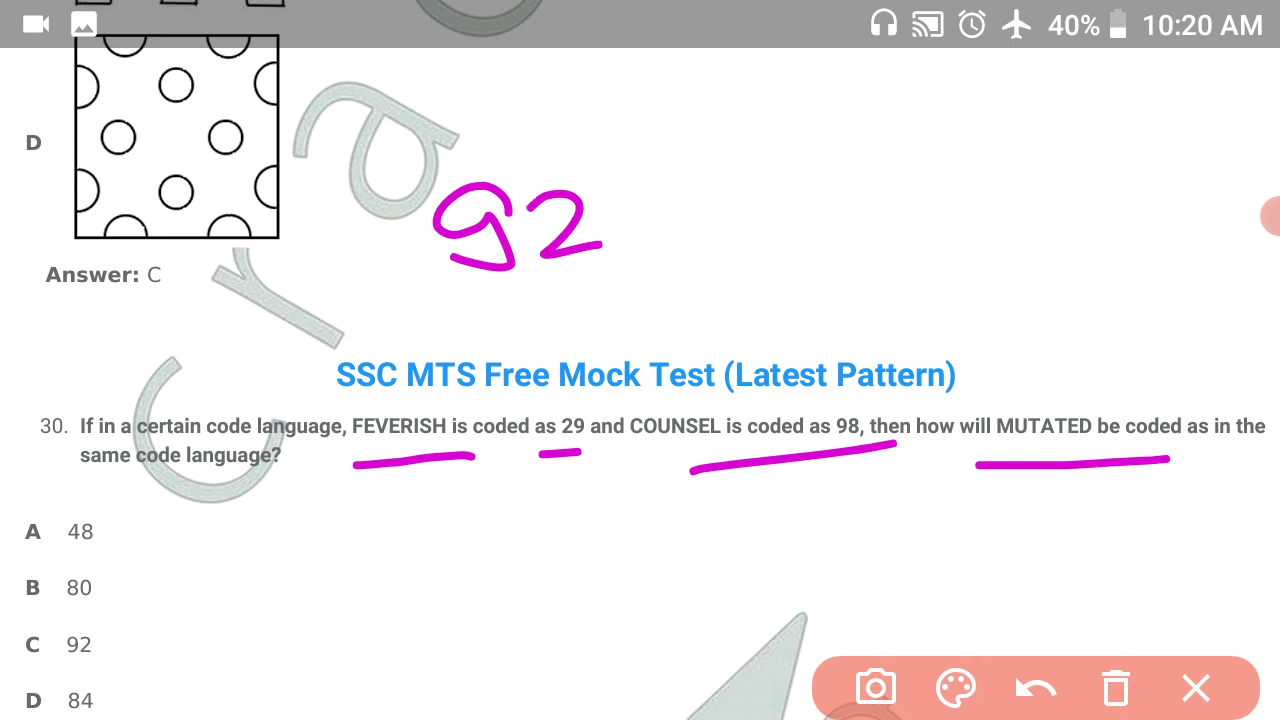 40% 10:20 AM
D
92
Answer: C
SSC MTS Free Mock Test (Latest Pattern)
30. If in a certain code language, FEVERISH is coded as 29 and COUNSEL is coded as 98, then how will MUTATED be coded as in the
same code language?
A 48
B 80
C 92
D 84
Cra